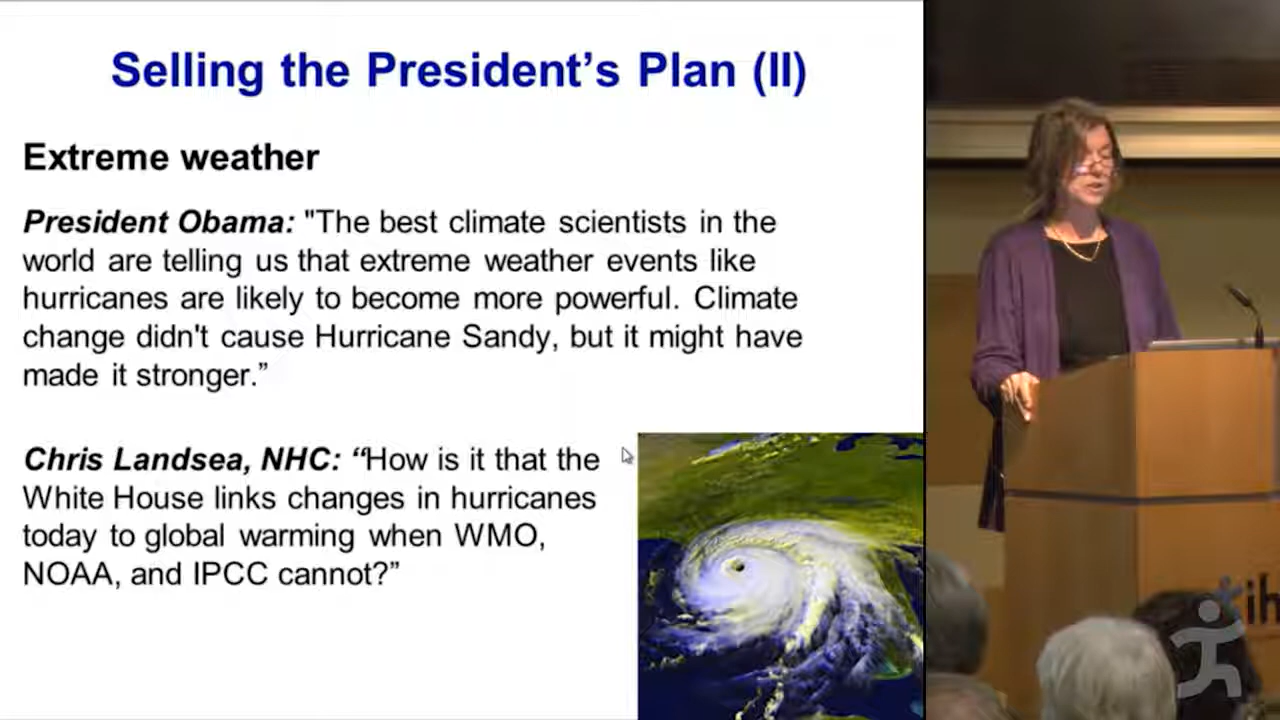 Selling the President’s Plan (II)
Extreme weather
President Obama: "The best climate scientists in the
world are telling us that extreme weather events like
hurricanes are likely to become more powerful. Climate
change didn't cause Hurricane Sandy, but it might have
made it stronger.”
Chris Landsea, NHC: “How is it that the
White House links changes in hurricanes
today to global warming when WMO,
NOAA, and IPCC cannot?”
ih